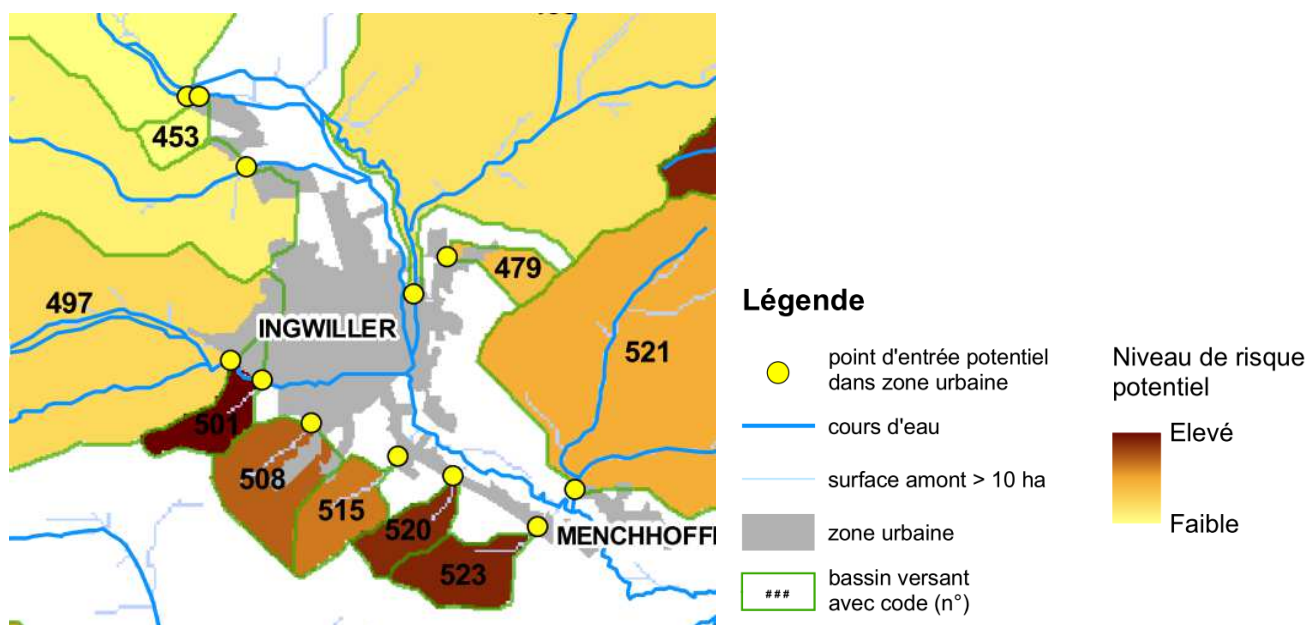 453
479
497
INGWILLER
521
501
508
515
520
MENCHHOFF
523
Légende
point d'entrée potentiel
dans zone urbaine
cours d'eau
surface amont > 10 ha
zone urbaine
###
bassin versant
avec code (n°)
Niveau de risque
potentiel
Elevé
Faible